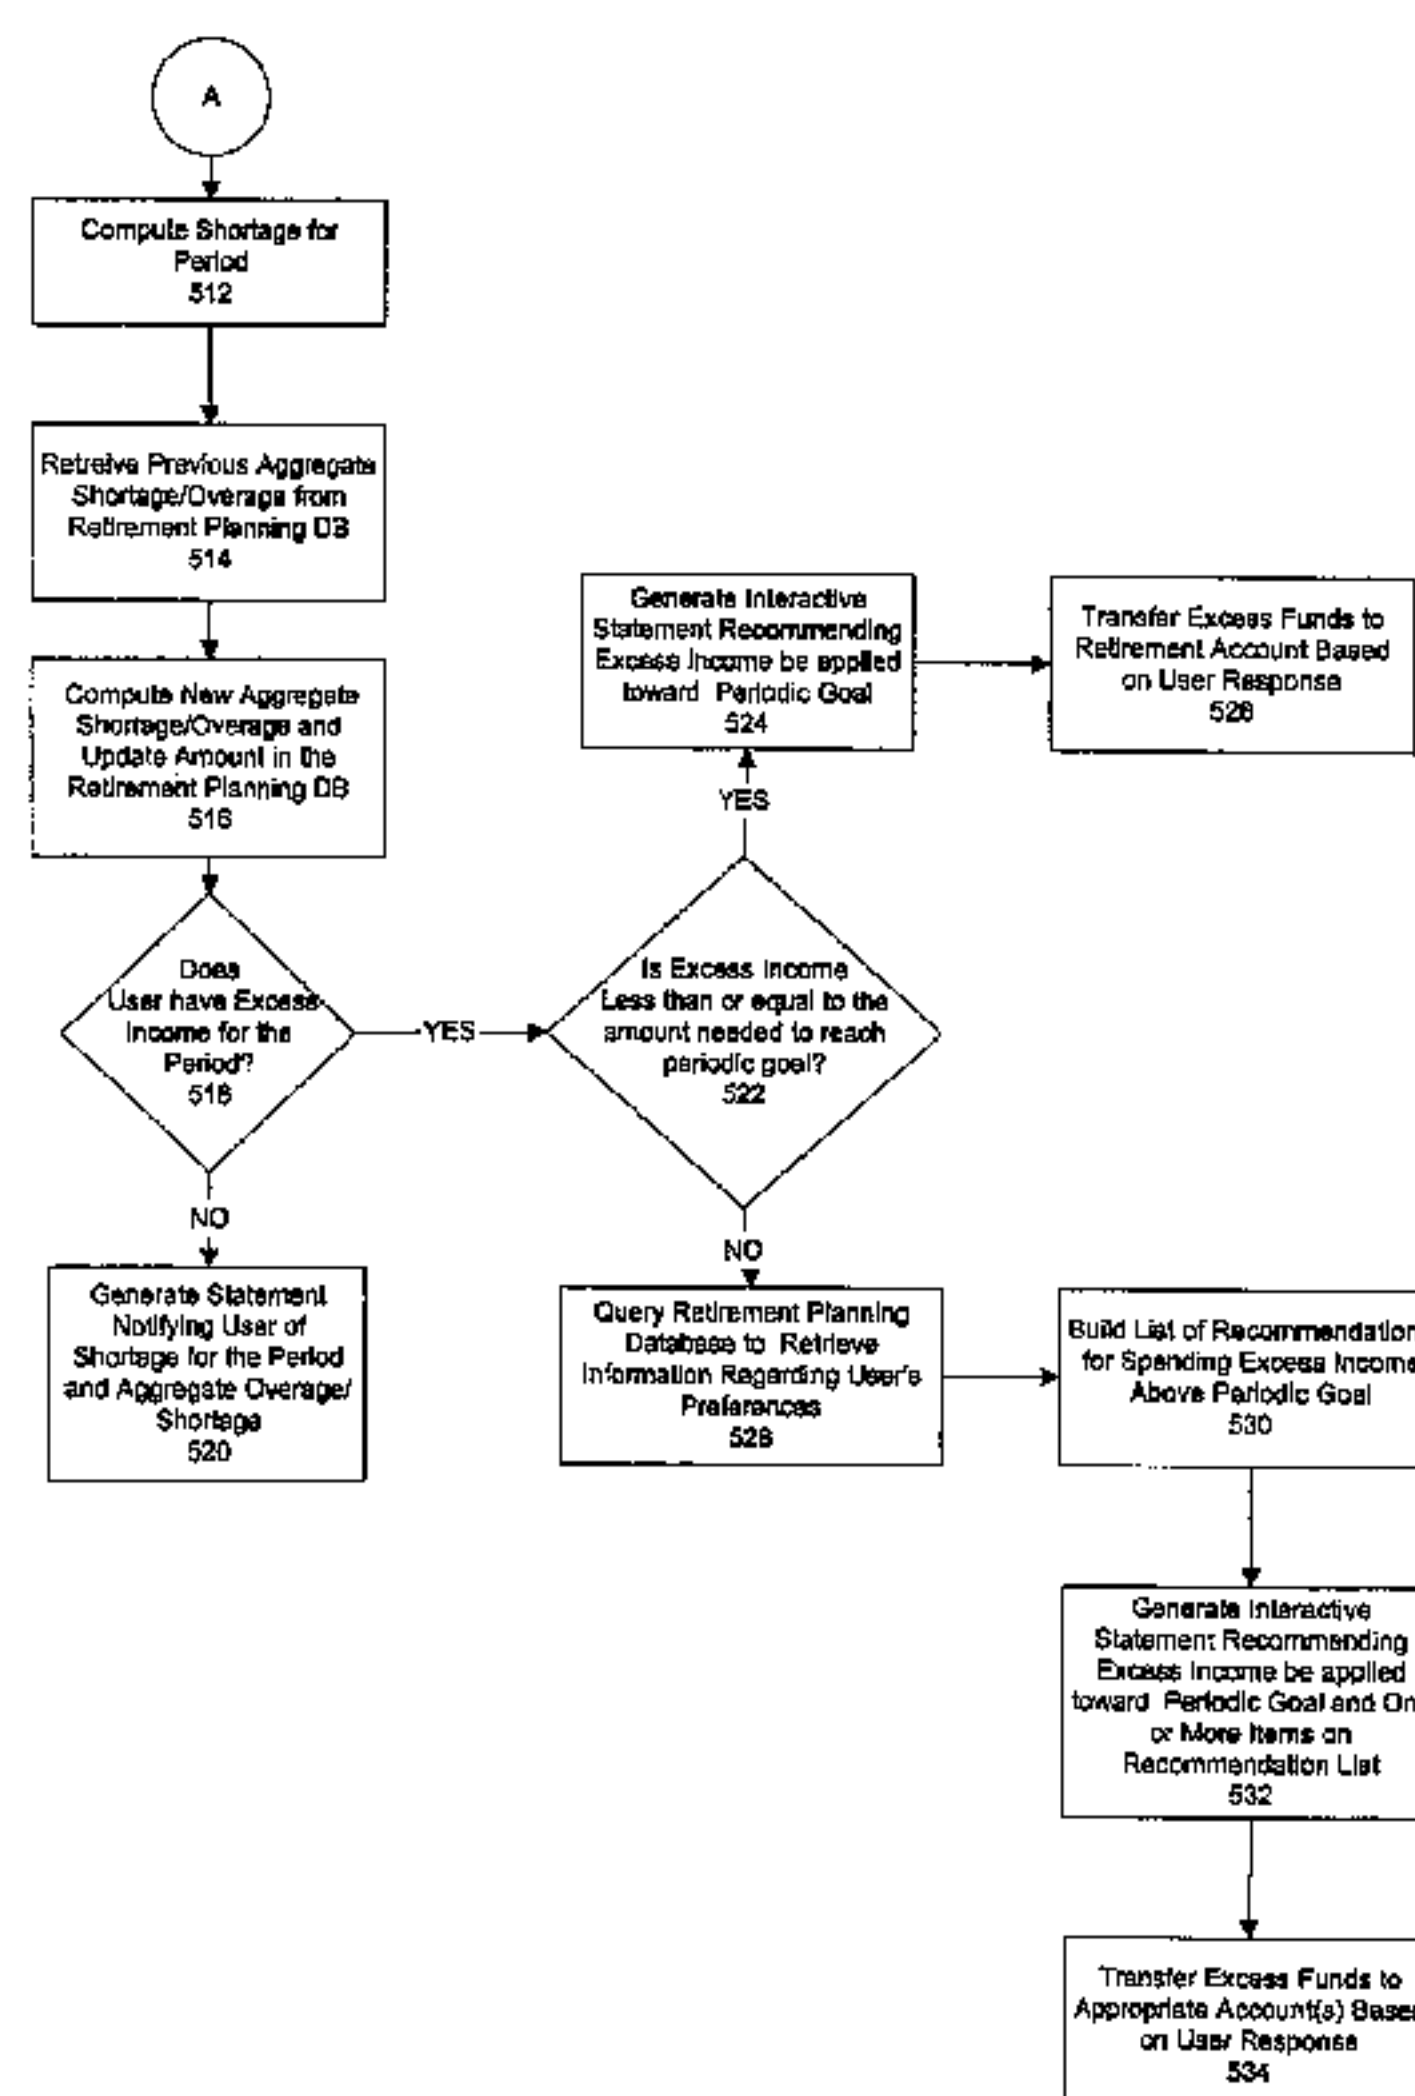 A
Compute Shortage for
Period
512
Retreive Previous Aggregate
Shortage/Overage from
Retirement Planning DB
514
Compute New Aggregate
Shortage/Overage and
Update Amount in the
Retirement Planning DB
516
Does
User have Excess
Income for the
Period?
518
YES
NO
Generate Statement
Notifying User of
Shortage for the Period
and Aggregate Overage/
Shortage
520
Is Excess Income
Less than or equal to the
amount needed to reach
periodic goal?
522
YES
Generate Interactive
Statement Recommending
Excess Income be applied
toward Periodic Goal
524
Transfer Excess Funds to
Retirement Account Based
on User Response
526
NO
Query Retirement Planning
Database to Retrieve
Information Regarding User's
Preferences
528
Build List of Recommendation
for Spending Excess Income
Above Periodic Goal
530
Generate Interactive
Statement Recommending
Excess Income be applied
toward Periodic Goal and On
or More Items on
Recommendation List
532
Transfer Excess Funds to
Appropriate Account(s) Base
on User Response
534